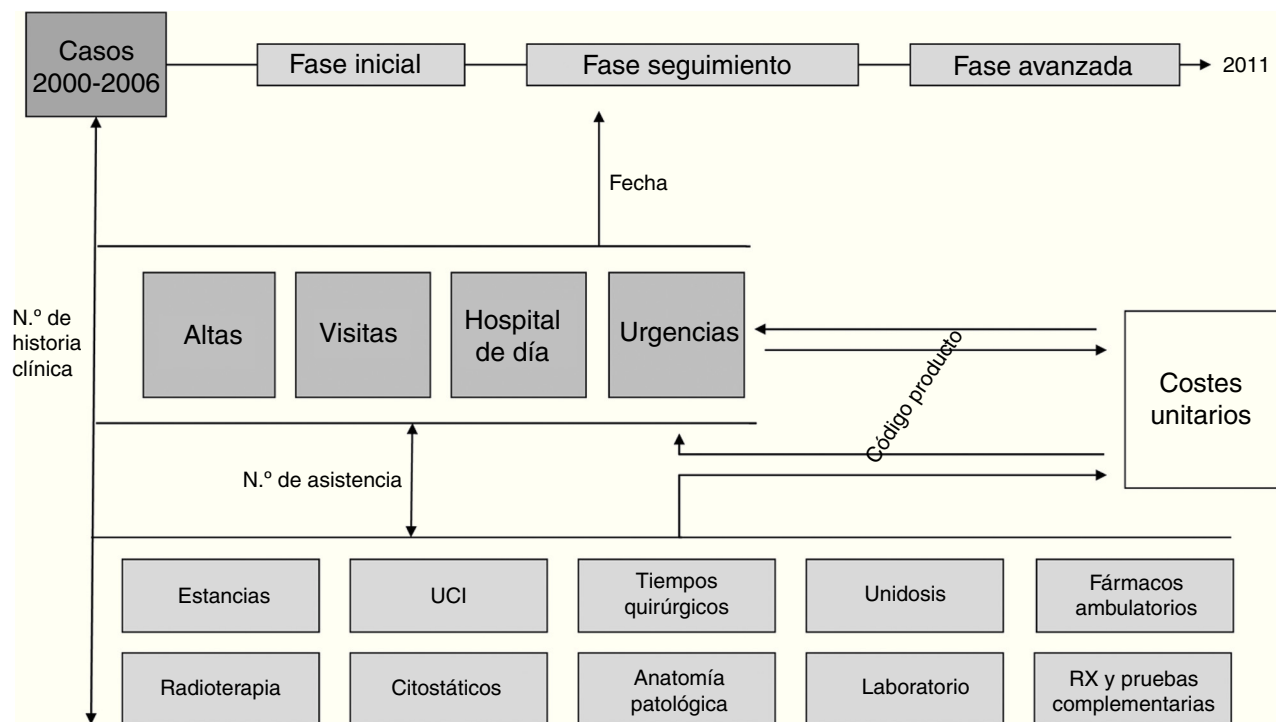 Casos
2000-2006
Fase inicial
Fase seguimiento
Fase avanzada
2011
Fecha
N.º de
historia
clínica
Altas
Visitas
Hospital
de día
Urgencias
Código producto
Costes
unitarios
N.º de asistencia
Estancias
UCI
Tiempos
quirúrgicos
Unidosis
Fármacos
ambulatorios
Radioterapia
Citostáticos
Anatomía
patológica
Laboratorio
RX y pruebas
complementarias